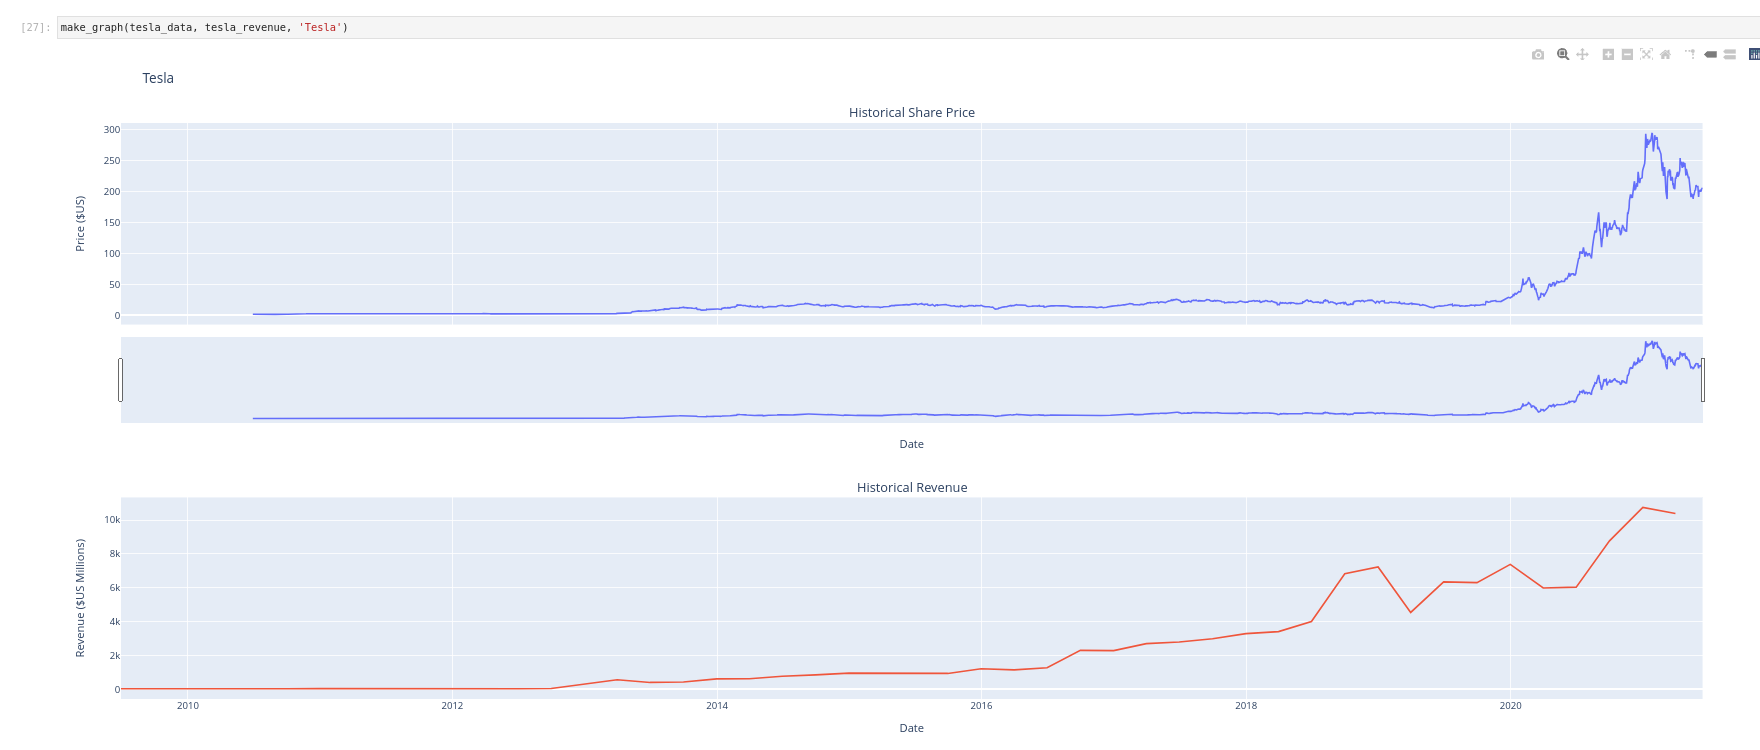 [27]: make_graph(tesla_data, tesla_revenue, 'Tesla')
Tesla
Historical Share Price
300
250
200
150
100
50
0
Price ($US)
Date
Historical Revenue
10k
8k
6k
4k
2k
0
Revenue ($US Millions)
2010 2012 2014 2016 2018 2020
Date